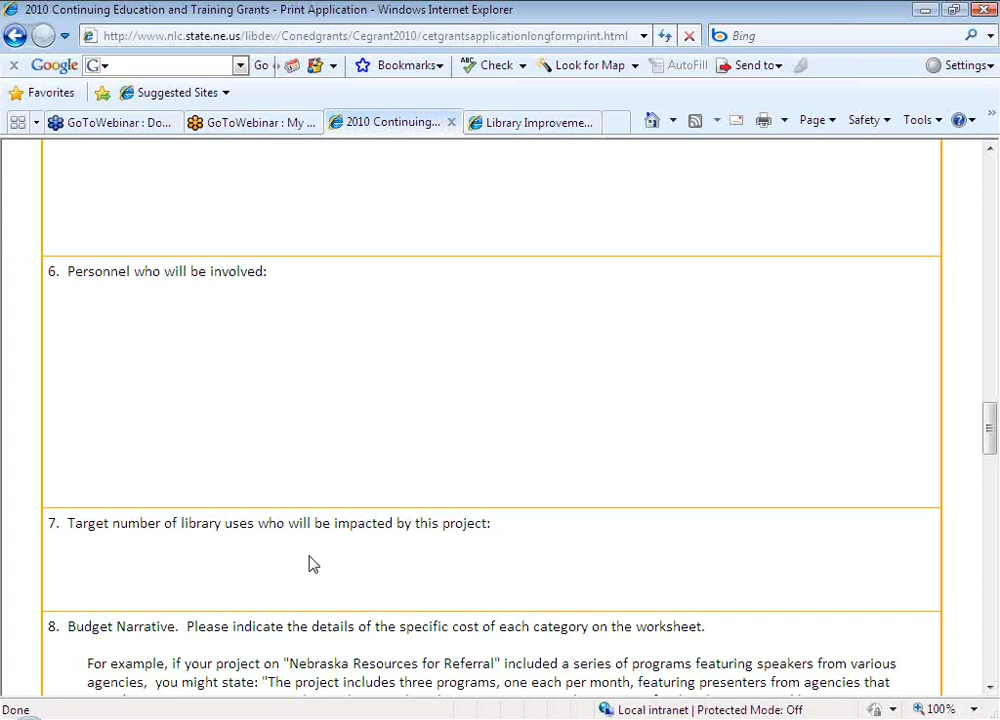 2010 Continuing Education and Training Grants - Print Application - Windows Internet Explorer
http://www.nlc.state.ne.us/libdev/Conedgrants/Cegrant2010/cetgrantsapplicationlongformprint.html
Bing
x Google G Go Bookmarks Check Look for Map AutoFill Send to Settings
Favorites Suggested Sites
GoToWebinar : Do... GoToWebinar : My ... 2010 Continuing... x Library Improveme... Page Safety Tools
6. Personnel who will be involved:
7. Target number of library uses who will be impacted by this project:
8. Budget Narrative. Please indicate the details of the specific cost of each category on the worksheet.
For example, if your project on "Nebraska Resources for Referral" included a series of programs featuring speakers from various
agencies, you might state: "The project includes three programs, one each per month, featuring presenters from agencies that
Done Local intranet | Protected Mode: Off 100%